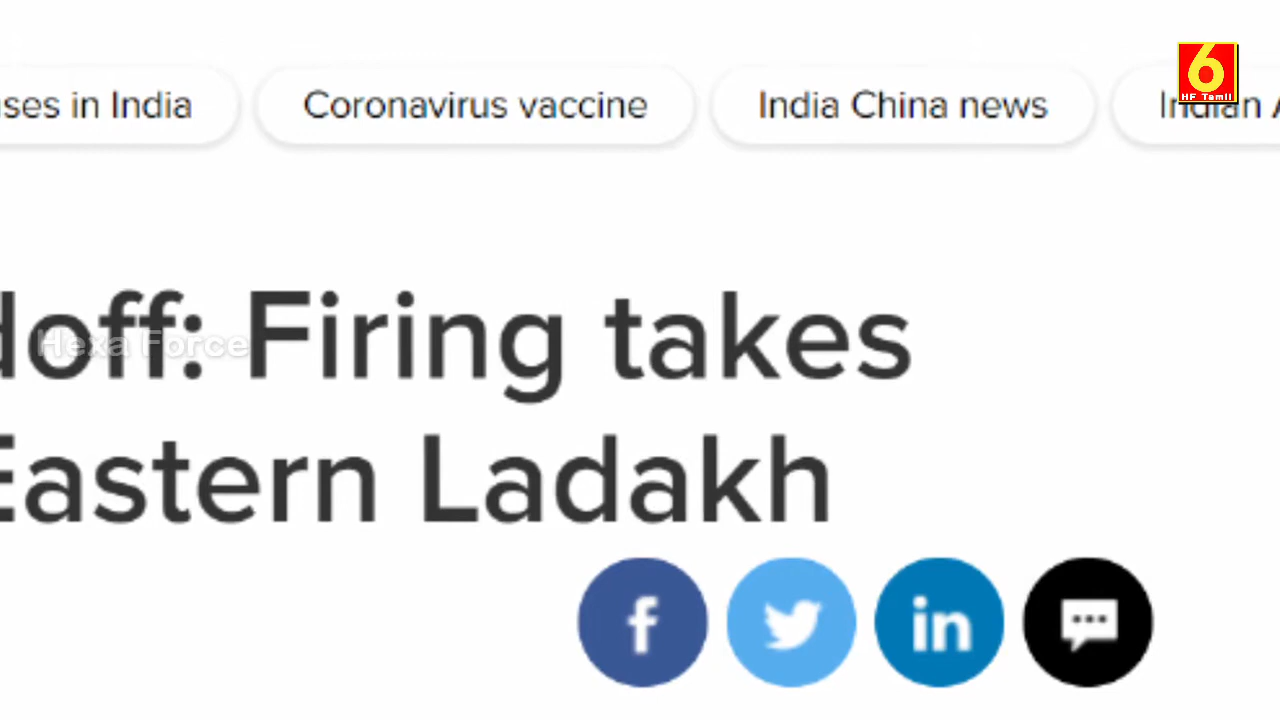 ses in India
Coronavirus vaccine
India China news
Indian
6
HF Tamil
doff: Firing takes
Hexa Force
Eastern Ladakh
f
in